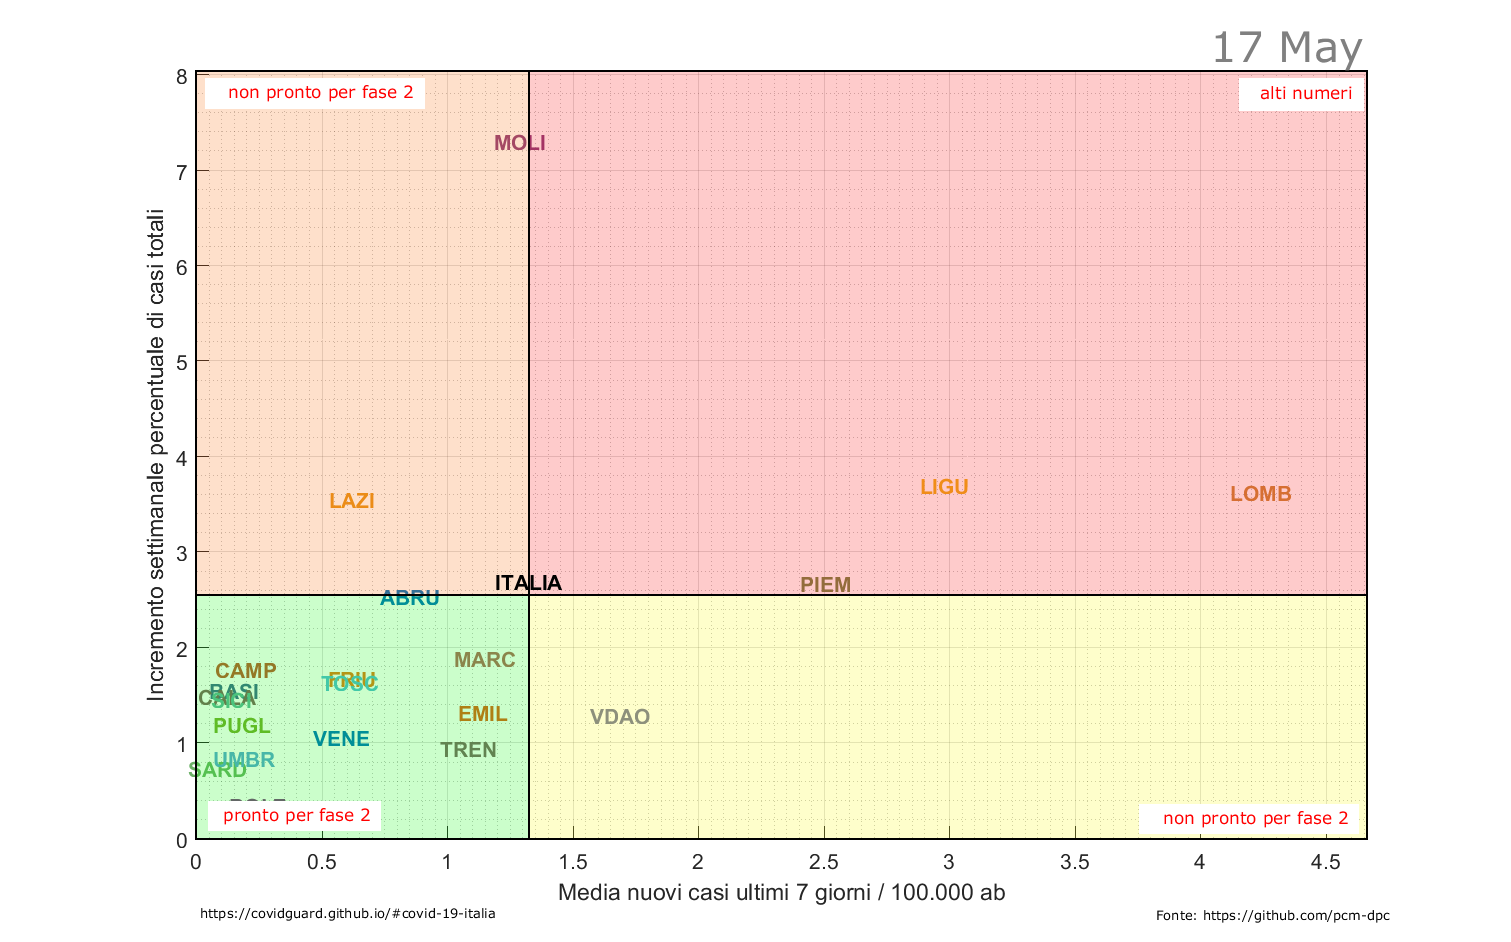 17 May
8
non pronto per fase 2
alti numeri
MOLI
7
6
5
4
LIGU
LOMB
LAZI
3
ITALIA
PIEM
ABRU
2
MARC
CAMP
FRIU
TOSC
BASI
CALA
SICI
EMIL
VDAO
PUGL
VENE
1
TREN
UMBR
SARD
pronto per fase 2
non pronto per fase 2
0
0 0.5 1 1.5 2 2.5 3 3.5 4 4.5
Incremento settimanale percentuale di casi totali
Media nuovi casi ultimi 7 giorni / 100.000 ab
https://covidguard.github.io/#covid-19-italia
Fonte: https://github.com/pcm-dpc